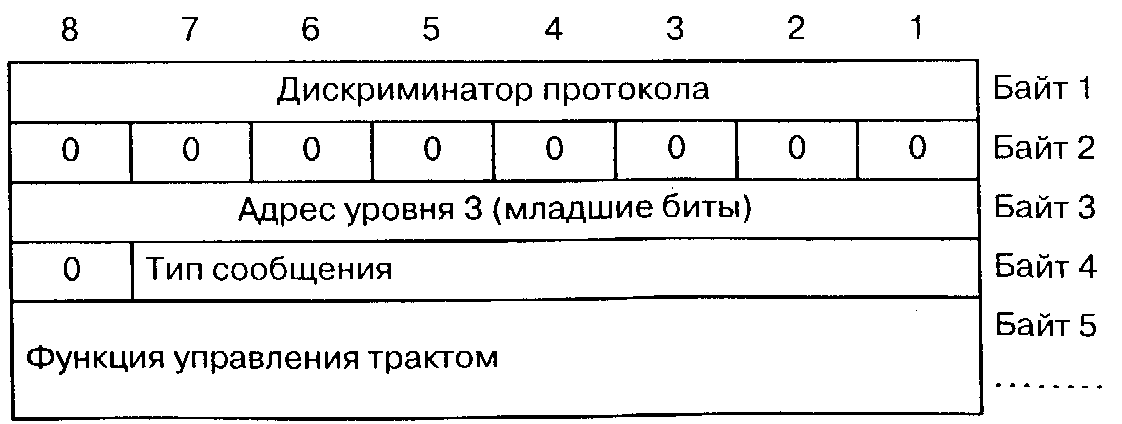 8 7 6 5 4 3 2 1
Дискриминатор протокола Байт 1
0 0 0 0 0 0 0 0 Байт 2
Адрес уровня 3 (младшие биты) Байт 3
0 Тип сообщения Байт 4
Байт 5
Функция управления трактом
........